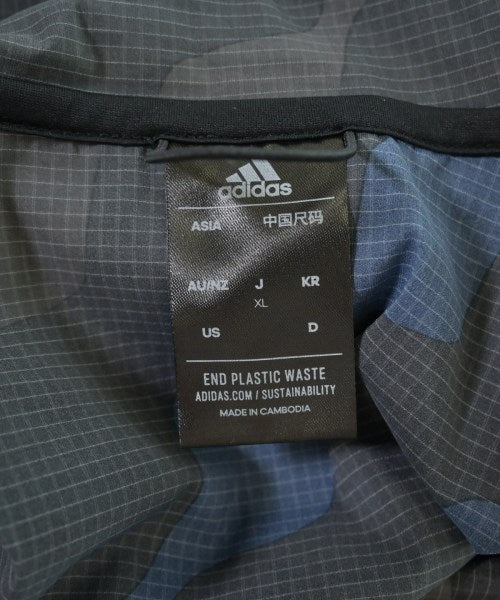 adidas
ASIA 中国尺码
AU/NZ J KR
XL
US D
END PLASTIC WASTE
ADIDAS.COM / SUSTAINABILITY
MADE IN CAMBODIA